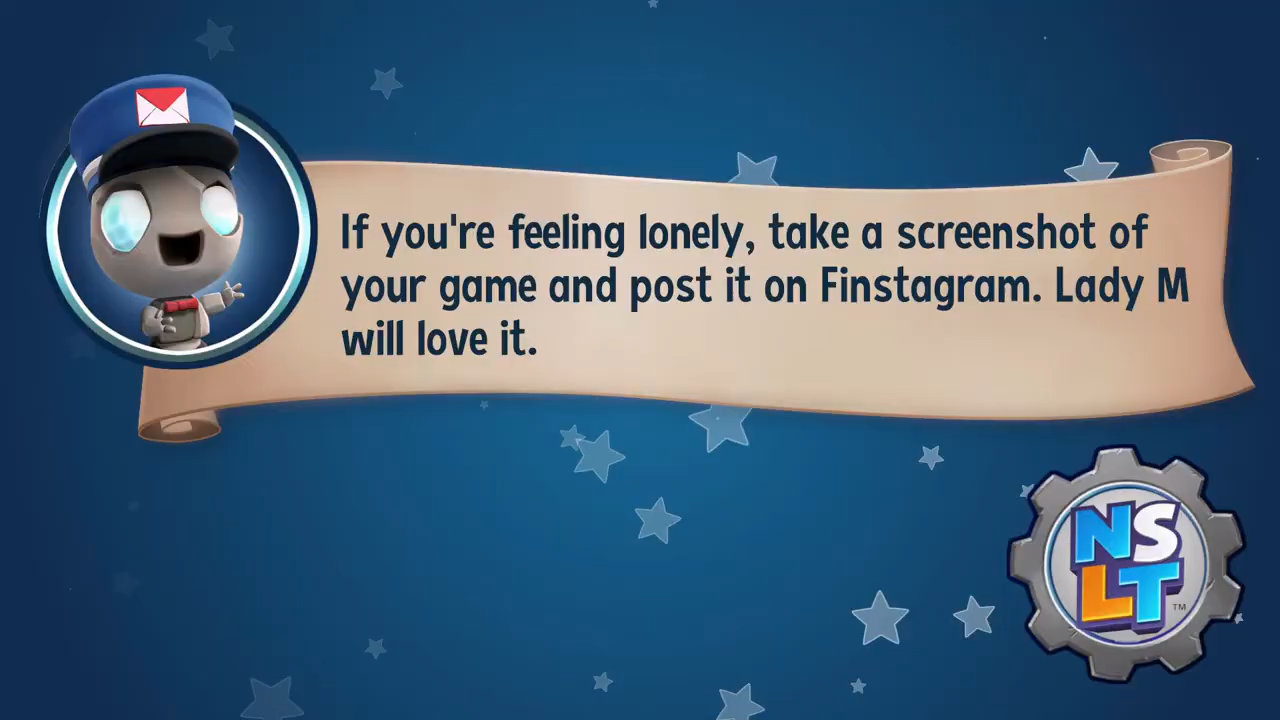 If you're feeling lonely, take a screenshot of
your game and post it on Finstagram. Lady M
will love it.
NS
LT
TM